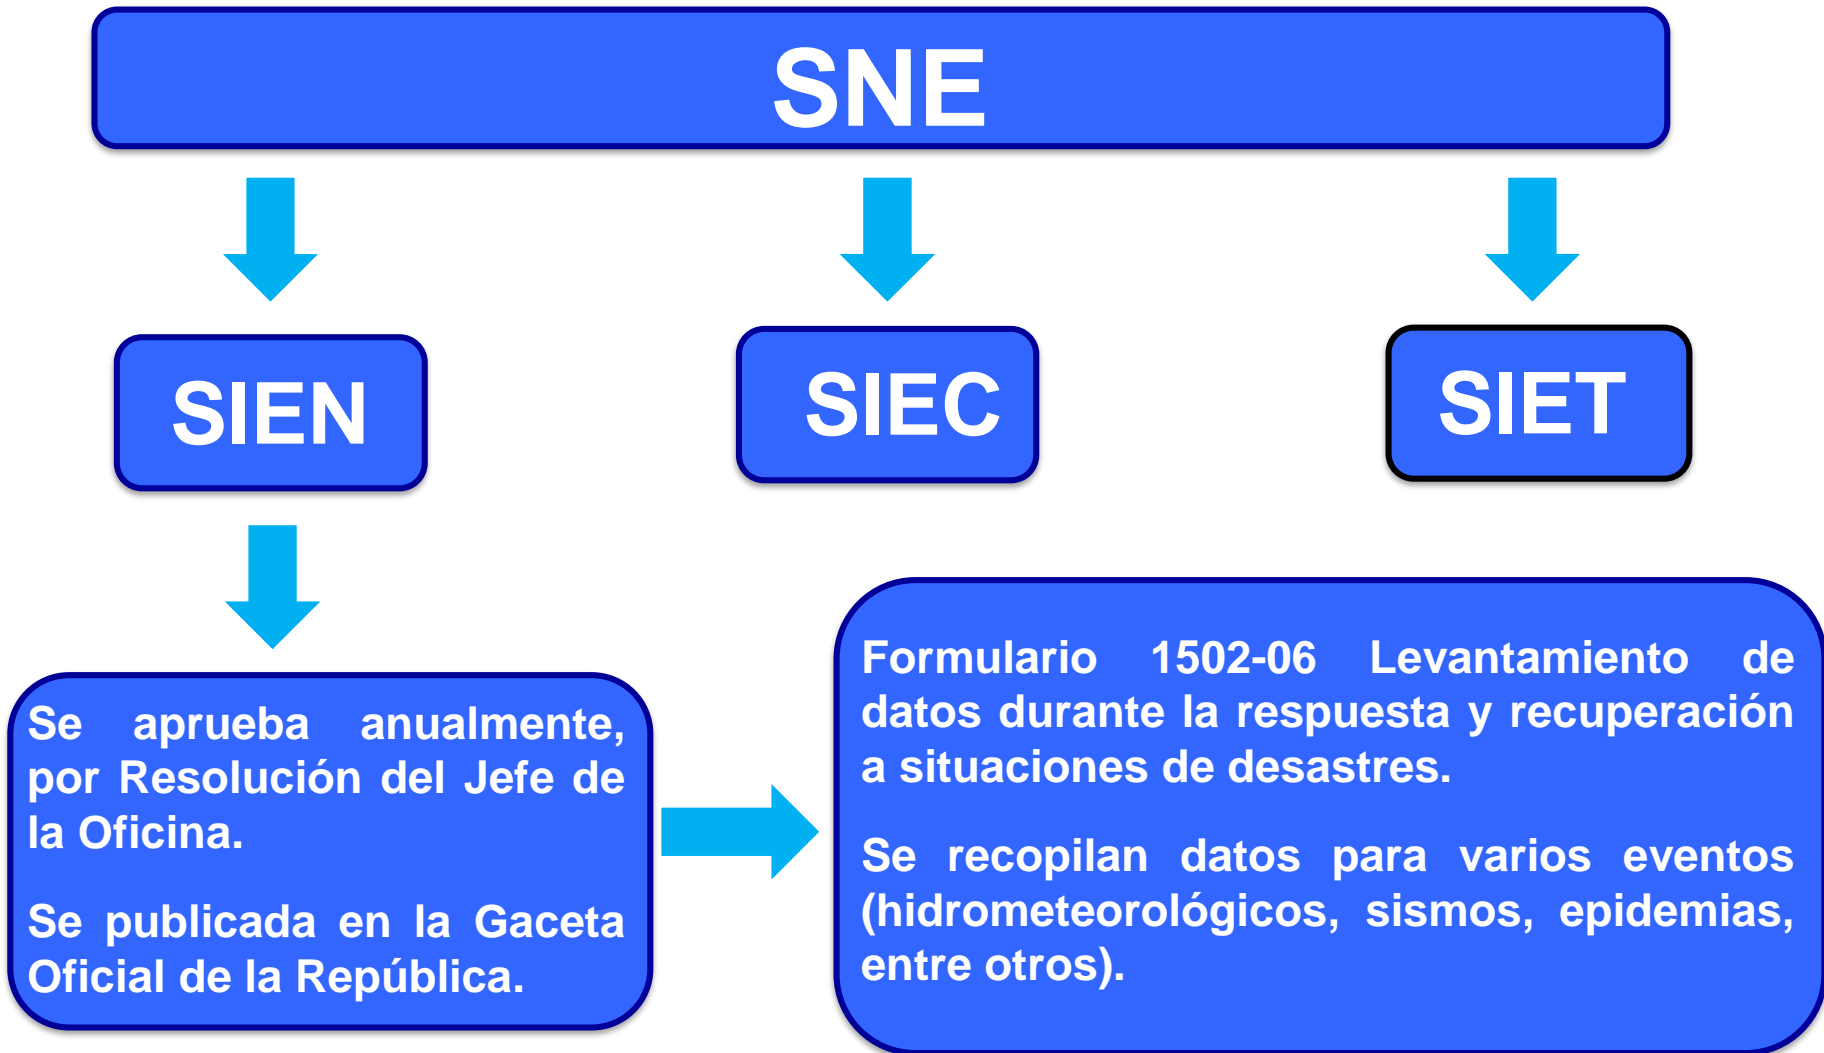 SNE
SIEN
SIEC
SIET
Se aprueba anualmente,
por Resolución del Jefe de
la Oficina.
Se publicada en la Gaceta
Oficial de la República.
Formulario 1502-06 Levantamiento de
datos durante la respuesta y recuperación
a situaciones de desastres.
Se recopilan datos para varios eventos
(hidrometeorológicos, sismos, epidemias,
entre otros).